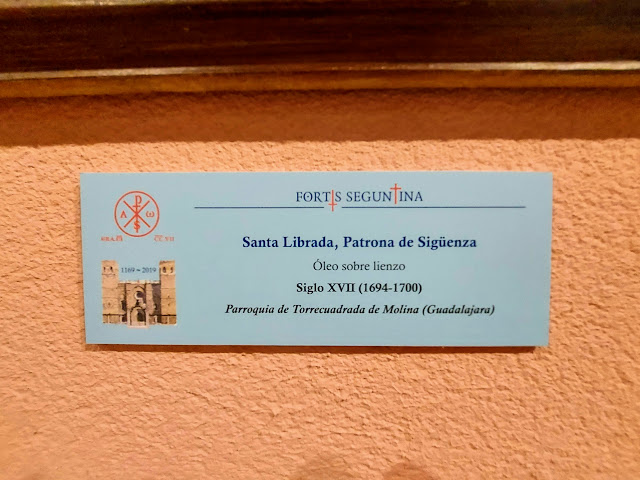 FORTIS SEGUNTINA
Santa Librada, Patrona de Sigüenza
Óleo sobre lienzo
Siglo XVII (1694-1700)
Parroquia de Torrecuadrada de Molina (Guadalajara)
1169 - 2019